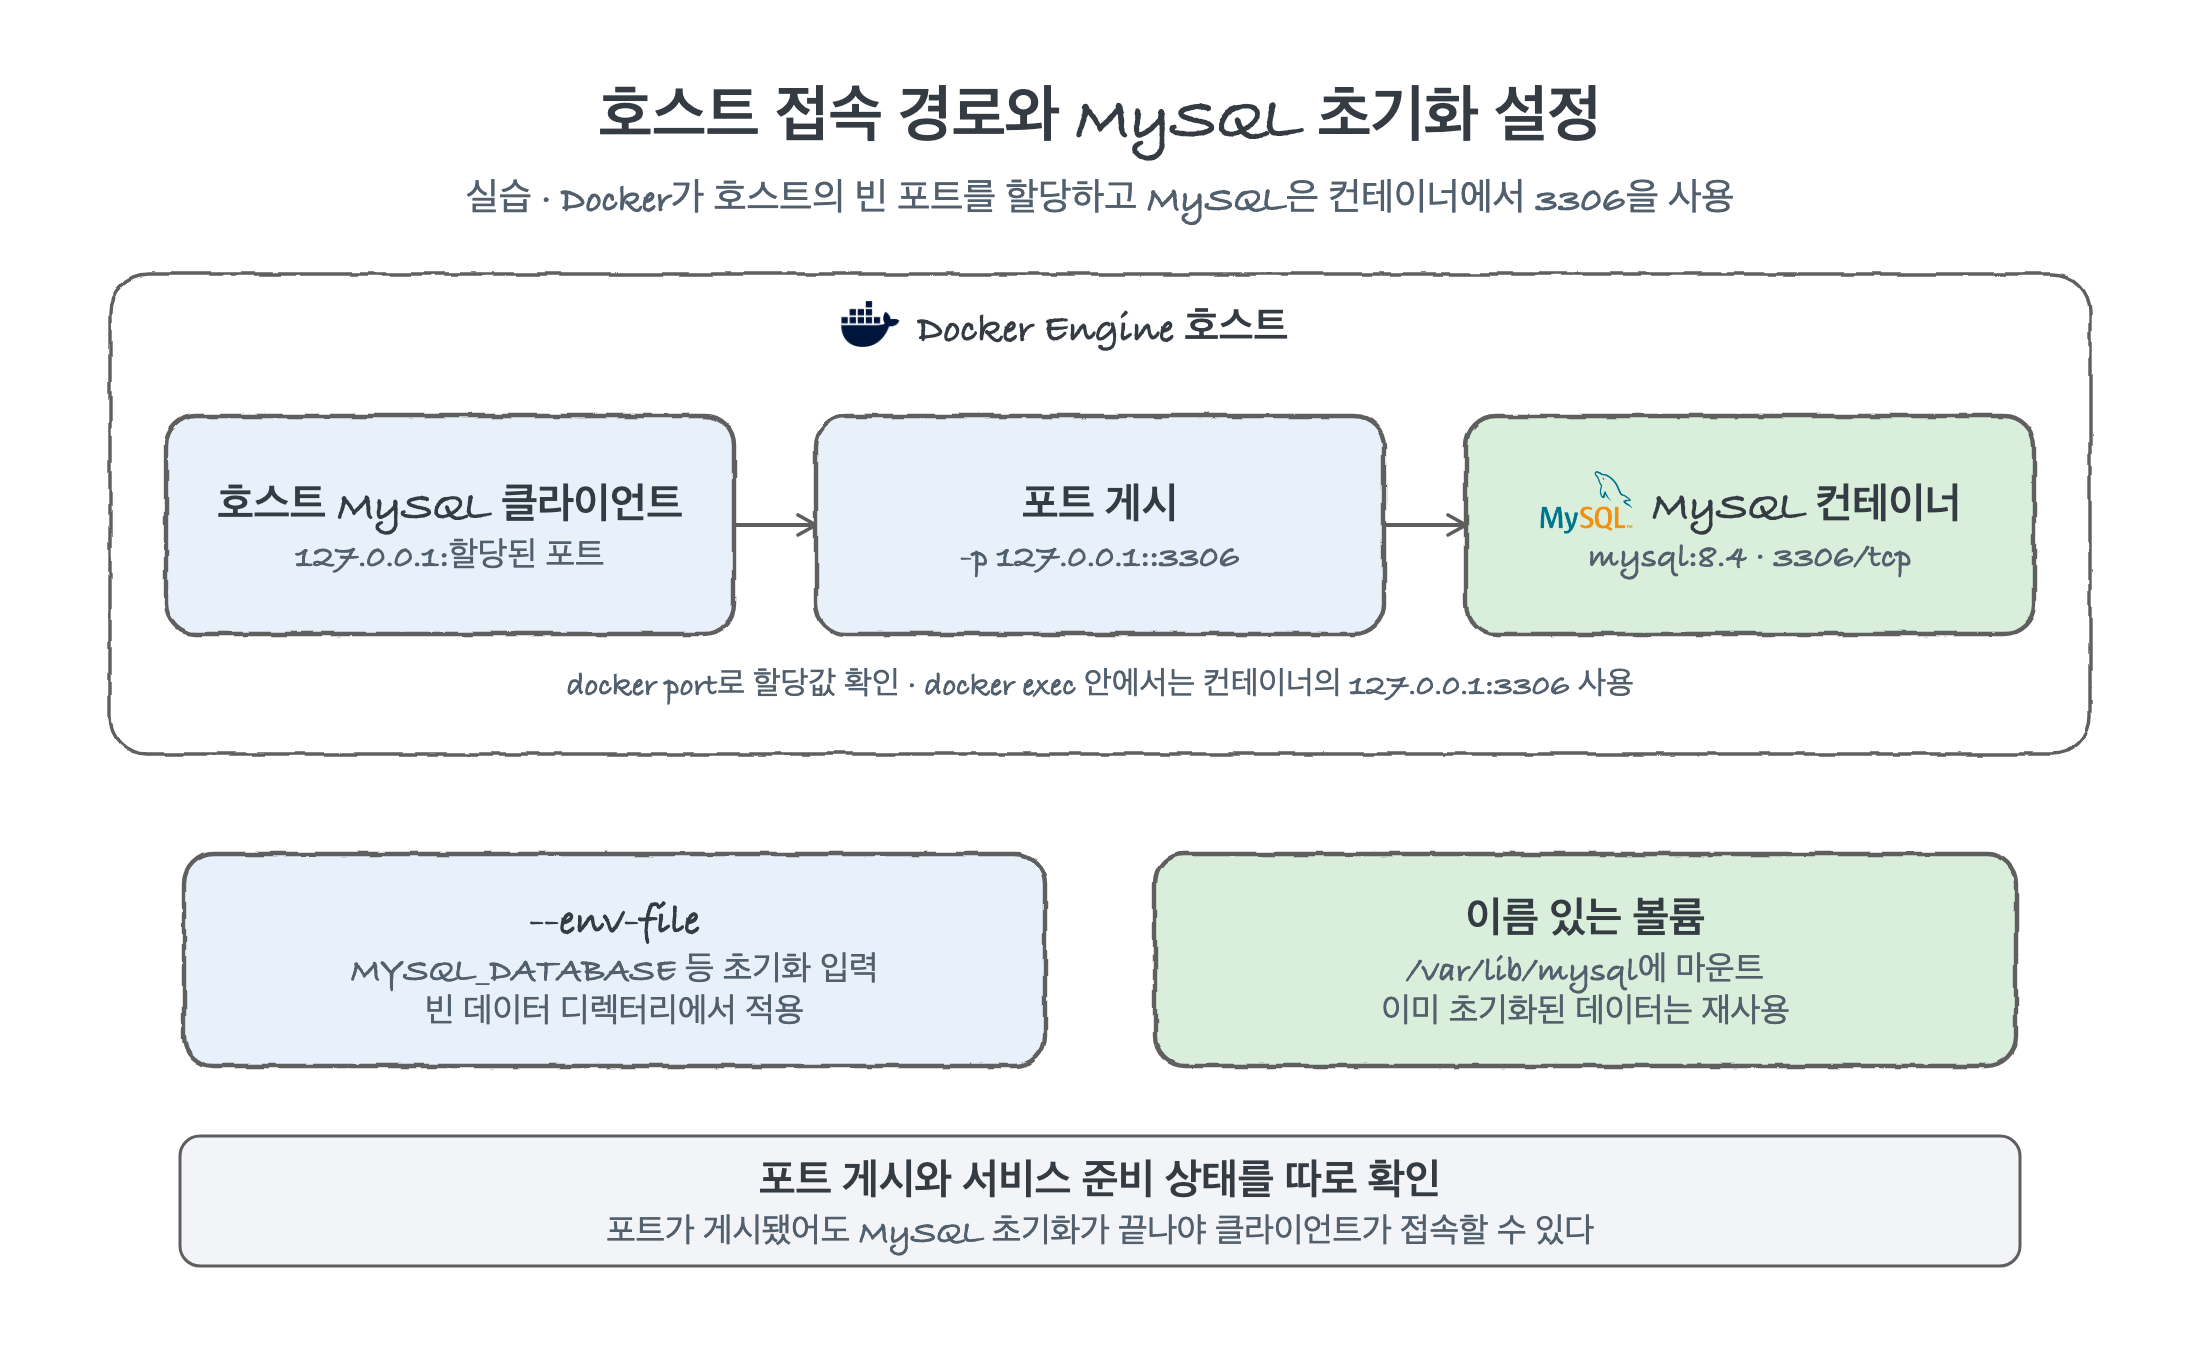 호스트 접속 경로와 MySQL 초기화 설정
실습 · Docker가 호스트의 빈 포트를 할당하고 MySQL은 컨테이너에서 3306을 사용
Docker Engine 호스트
호스트 MySQL 클라이언트
127.0.0.1:할당된 포트
포트 게시
-p 127.0.0.1::3306
MySQL™ MySQL 컨테이너
mysql:8.4 · 3306/tcp
docker port로 할당값 확인 · docker exec 안에서는 컨테이너의 127.0.0.1:3306 사용
--env-file
MYSQL_DATABASE 등 초기화 입력
빈 데이터 디렉터리에서 적용
이름 있는 볼륨
/var/lib/mysql에 마운트
이미 초기화된 데이터는 재사용
포트 게시와 서비스 준비 상태를 따로 확인
포트가 게시됐어도 MySQL 초기화가 끝나야 클라이언트가 접속할 수 있다